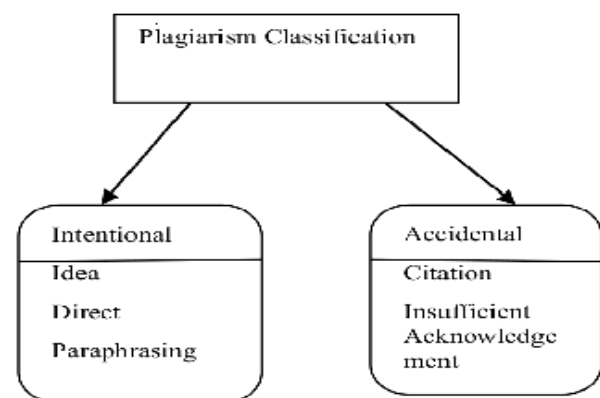 Plagiarism Classification
Intentional
Idea
Direct
Paraphrasing
Accidental
Citation
Insufficient
Acknowledge
ment